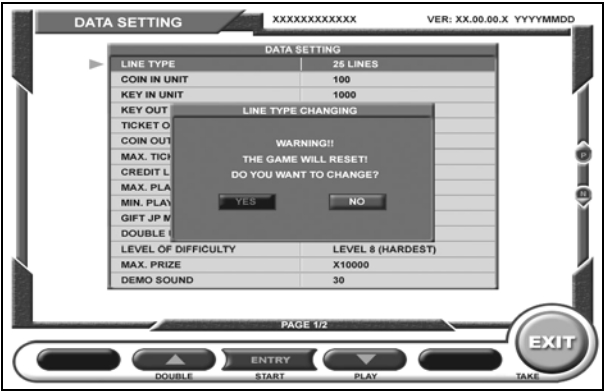 DATA SETTING XXXXXXXXXXXX VER: XX.00.00.X YYYYMMDD
DATA SETTING
LINE TYPE 25 LINES
COIN IN UNIT 100
KEY IN UNIT 1000
KEY OUT
TICKET O
COIN OUT
MAX. TICK
CREDIT L
MAX. PLA
MIN. PLAY
GIFT JP M
DOUBLE
LINE TYPE CHANGING
WARNING!!
THE GAME WILL RESET!
DO YOU WANT TO CHANGE?
YES NO
LEVEL OF DIFFICULTY LEVEL 8 (HARDEST)
MAX. PRIZE X10000
DEMO SOUND 30
P
N
PAGE 1/2
ENTRY
EXIT
DOUBLE START PLAY TAKE